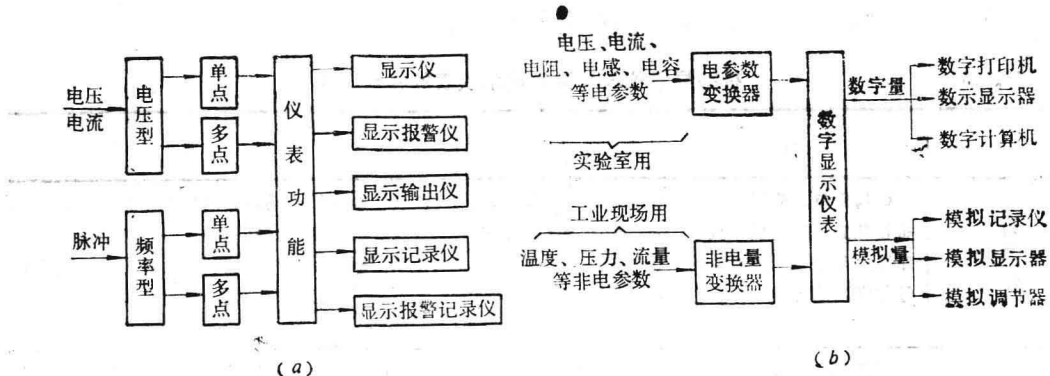 电压
电流
电压型
单点
多点
脉冲
频率型
单点
多点
仪表功能
显示仪
显示报警仪
显示输出仪
显示记录仪
显示报警记录仪
(a)
电压、电流、
电阻、电感、电容
等电参数
实验室用
电参数
变换器
工业现场用
温度、压力、流量
等非电参数
非电量
变换器
数字显示仪表
数字量
数字打印机
数示显示器
数字计算机
模拟量
模拟记录仪
模拟显示器
模拟调节器
(b)